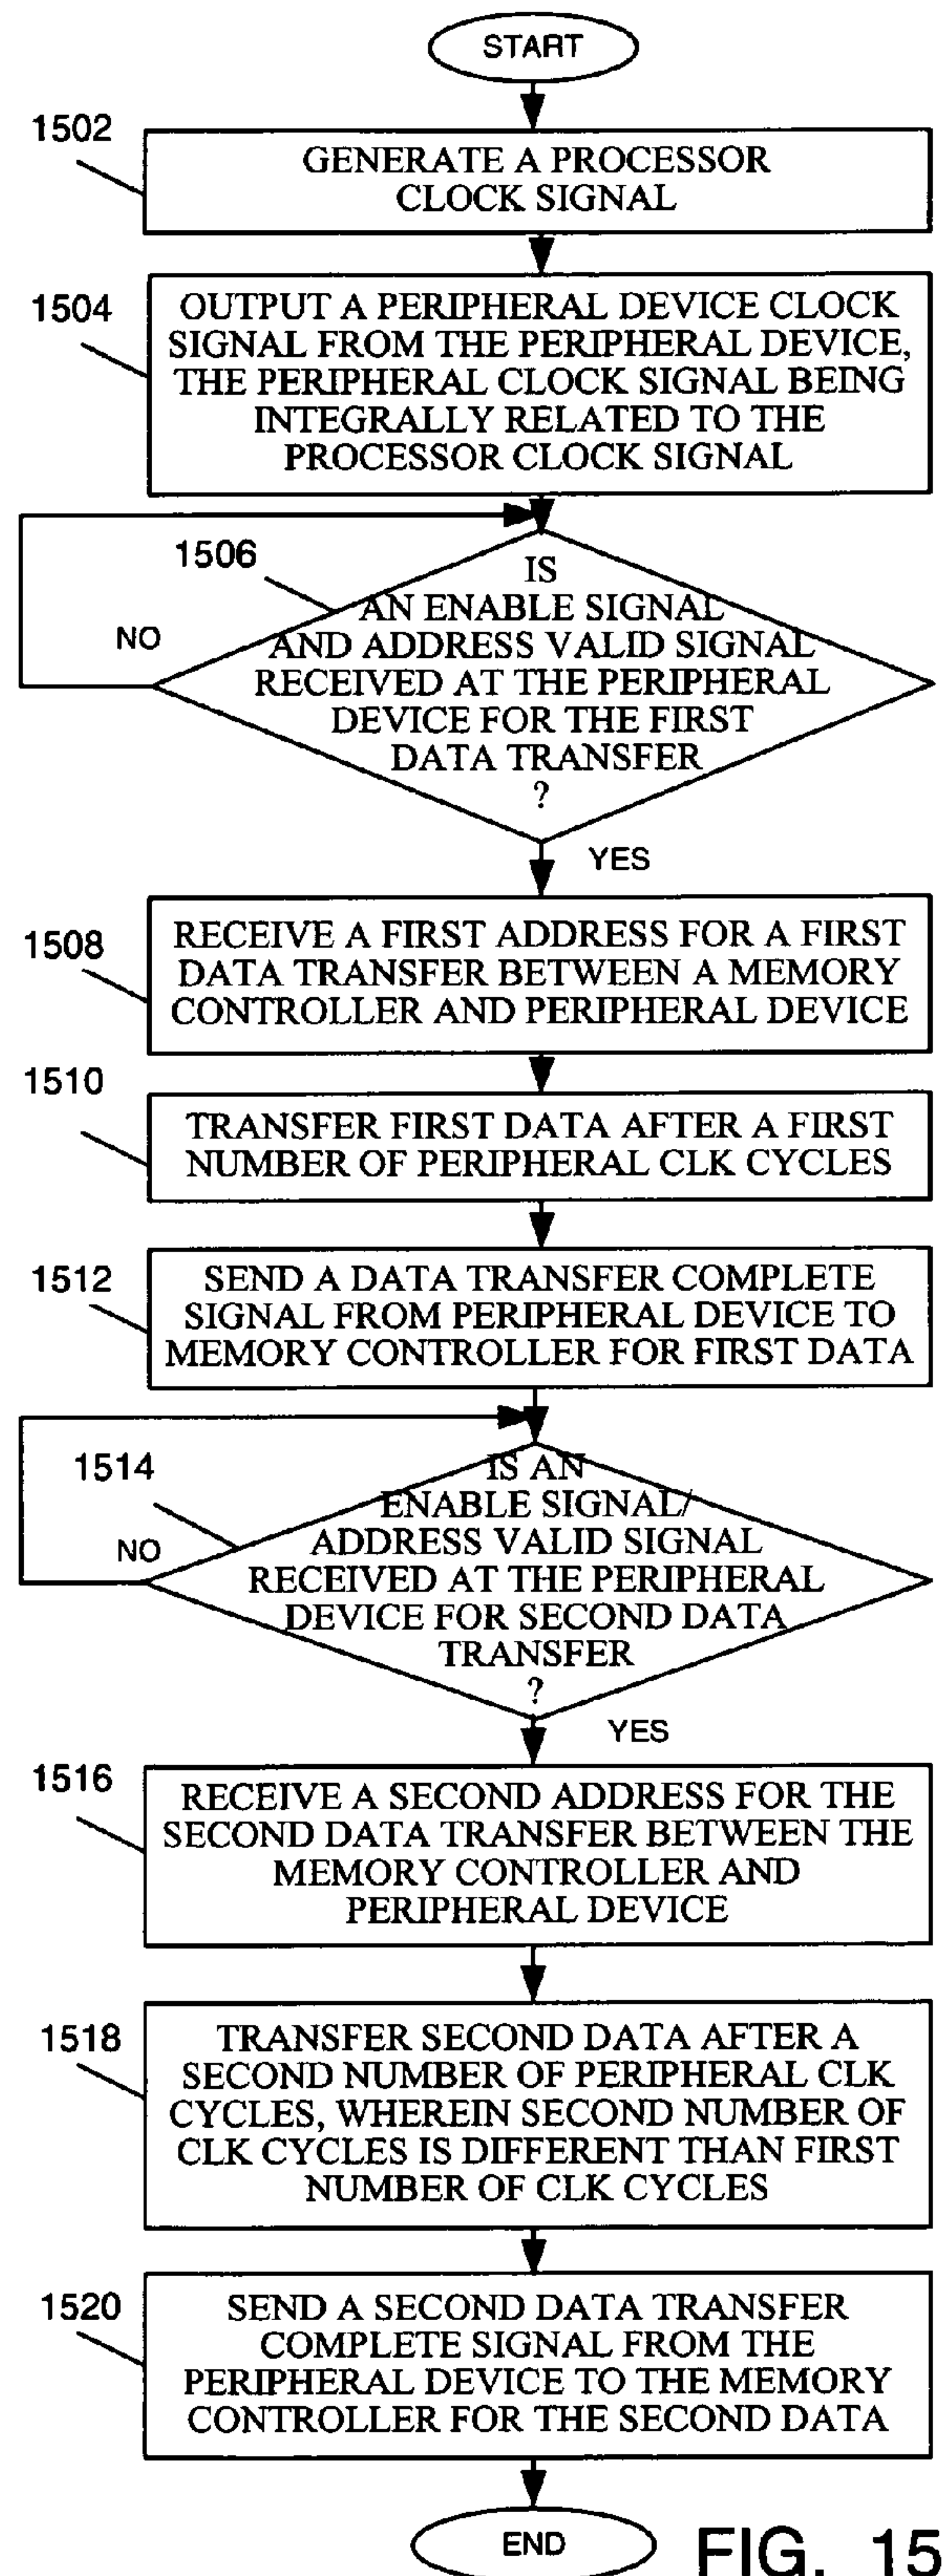 START
1502
GENERATE A PROCESSOR
CLOCK SIGNAL
1504
OUTPUT A PERIPHERAL DEVICE CLOCK
SIGNAL FROM THE PERIPHERAL DEVICE,
THE PERIPHERAL CLOCK SIGNAL BEING
INTEGRALLY RELATED TO THE
PROCESSOR CLOCK SIGNAL
1506
NO
IS
AN ENABLE SIGNAL
AND ADDRESS VALID SIGNAL
RECEIVED AT THE PERIPHERAL
DEVICE FOR THE FIRST
DATA TRANSFER
?
YES
1508
RECEIVE A FIRST ADDRESS FOR A FIRST
DATA TRANSFER BETWEEN A MEMORY
CONTROLLER AND PERIPHERAL DEVICE
1510
TRANSFER FIRST DATA AFTER A FIRST
NUMBER OF PERIPHERAL CLK CYCLES
1512
SEND A DATA TRANSFER COMPLETE
SIGNAL FROM PERIPHERAL DEVICE TO
MEMORY CONTROLLER FOR FIRST DATA
1514
NO
IS AN
ENABLE SIGNAL/
ADDRESS VALID SIGNAL
RECEIVED AT THE PERIPHERAL
DEVICE FOR SECOND DATA
TRANSFER
?
YES
1516
RECEIVE A SECOND ADDRESS FOR THE
SECOND DATA TRANSFER BETWEEN THE
MEMORY CONTROLLER AND
PERIPHERAL DEVICE
1518
TRANSFER SECOND DATA AFTER A
SECOND NUMBER OF PERIPHERAL CLK
CYCLES, WHEREIN SECOND NUMBER OF
CLK CYCLES IS DIFFERENT THAN FIRST
NUMBER OF CLK CYCLES
1520
SEND A SECOND DATA TRANSFER
COMPLETE SIGNAL FROM THE
PERIPHERAL DEVICE TO THE MEMORY
CONTROLLER FOR THE SECOND DATA
END
FIG. 15